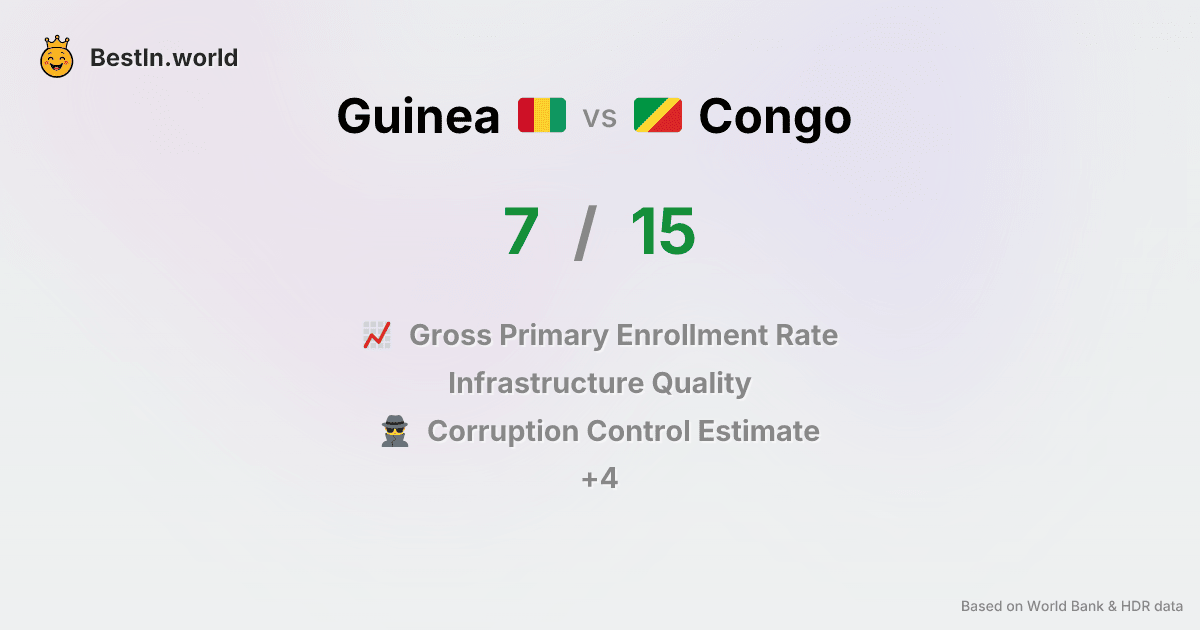 BestIn.world
Guinea vs Congo
7 / 15
Gross Primary Enrollment Rate
Infrastructure Quality
Corruption Control Estimate
+4
Based on World Bank & HDR data